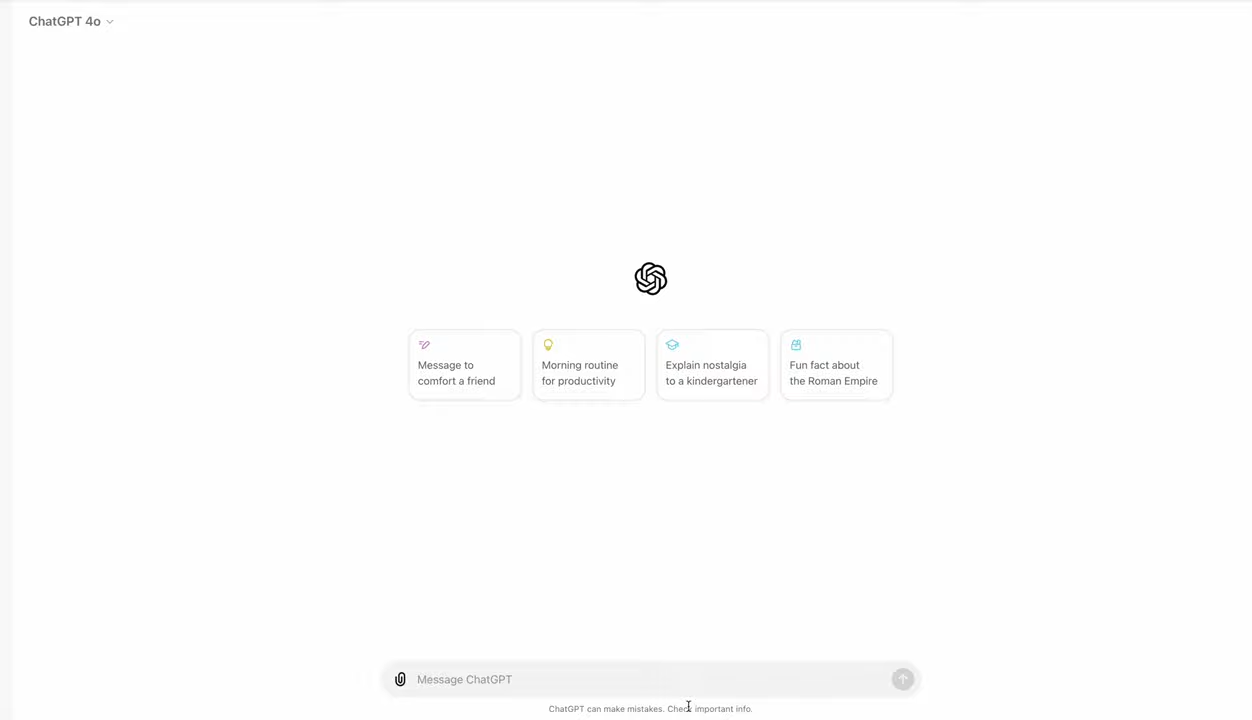 ChatGPT 4o
Message to
comfort a friend
Morning routine
for productivity
Explain nostalgia
to a kindergartener
Fun fact about
the Roman Empire
Message ChatGPT
ChatGPT can make mistakes. Check important info.